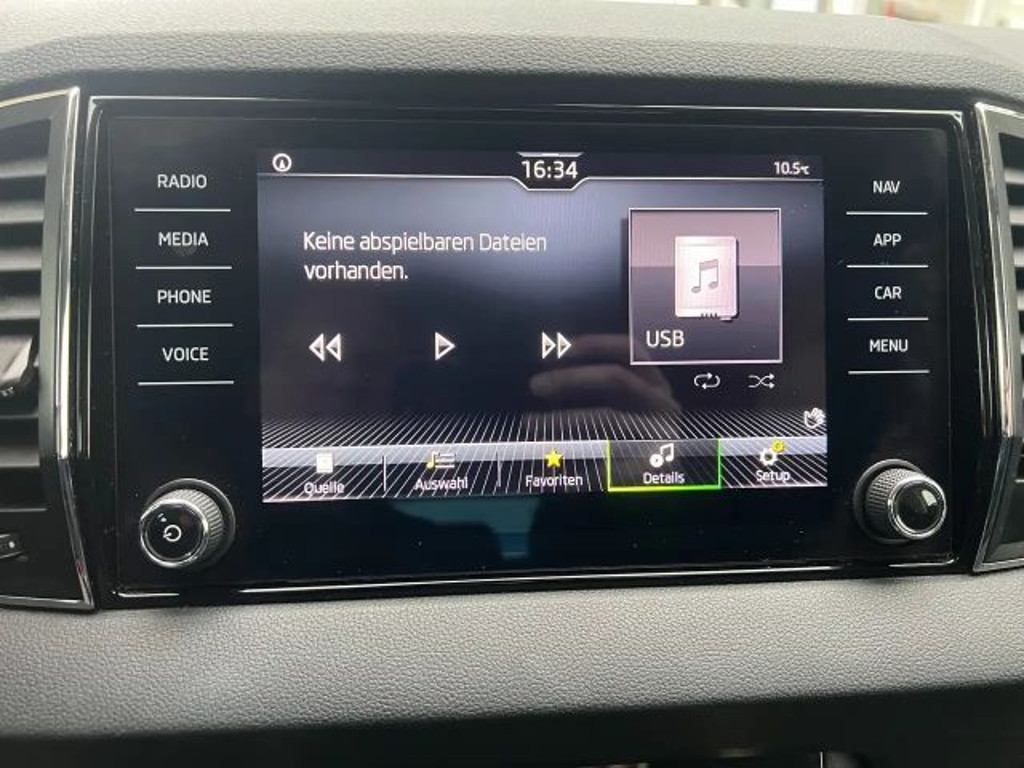 RADIO
MEDIA
PHONE
VOICE
16:34
10.5°C
Keine abspielbaren Dateien
vorhanden.
USB
Quelle
Auswahl
Favoriten
Details
Setup
NAV
APP
CAR
MENU